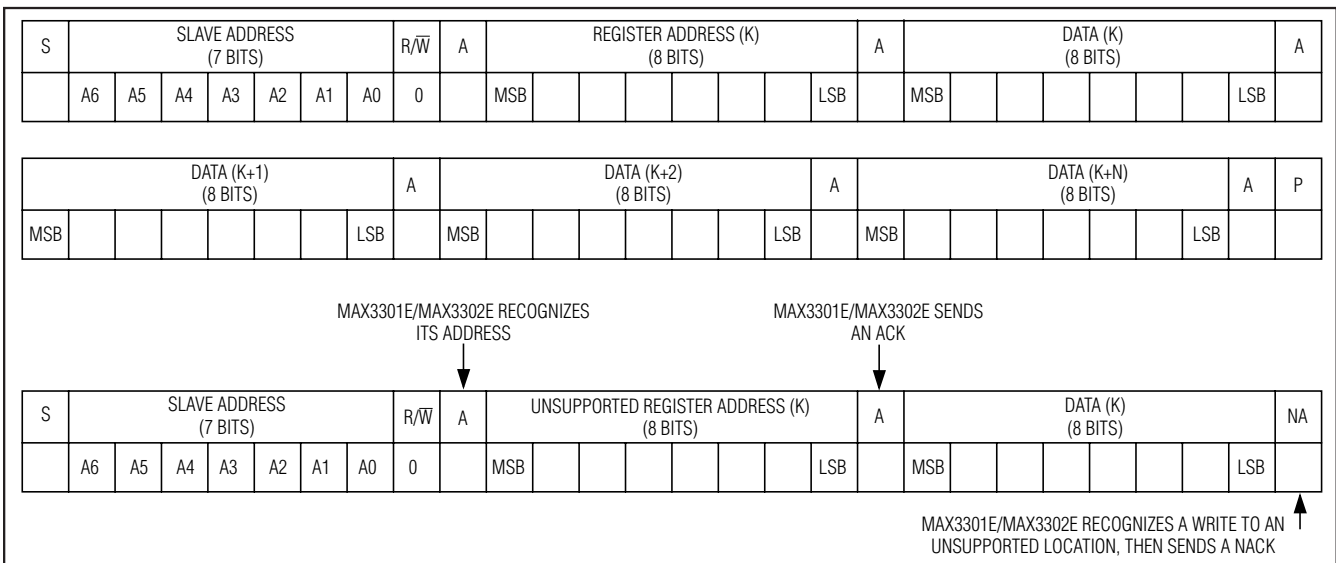 S SLAVE ADDRESS R/W̅ A REGISTER ADDRESS (K) A DATA (K) A
(7 BITS) (8 BITS) (8 BITS)
A6 A5 A4 A3 A2 A1 A0 0 MSB LSB MSB LSB
DATA (K+1) A DATA (K+2) A DATA (K+N) A P
(8 BITS) (8 BITS) (8 BITS)
MSB LSB MSB LSB MSB LSB
MAX3301E/MAX3302E RECOGNIZES
ITS ADDRESS
MAX3301E/MAX3302E SENDS
AN ACK
S SLAVE ADDRESS R/W̅ A UNSUPPORTED REGISTER ADDRESS (K) A DATA (K) NA
(7 BITS) (8 BITS) (8 BITS)
A6 A5 A4 A3 A2 A1 A0 0 MSB LSB MSB LSB
MAX3301E/MAX3302E RECOGNIZES A WRITE TO AN
UNSUPPORTED LOCATION, THEN SENDS A NACK